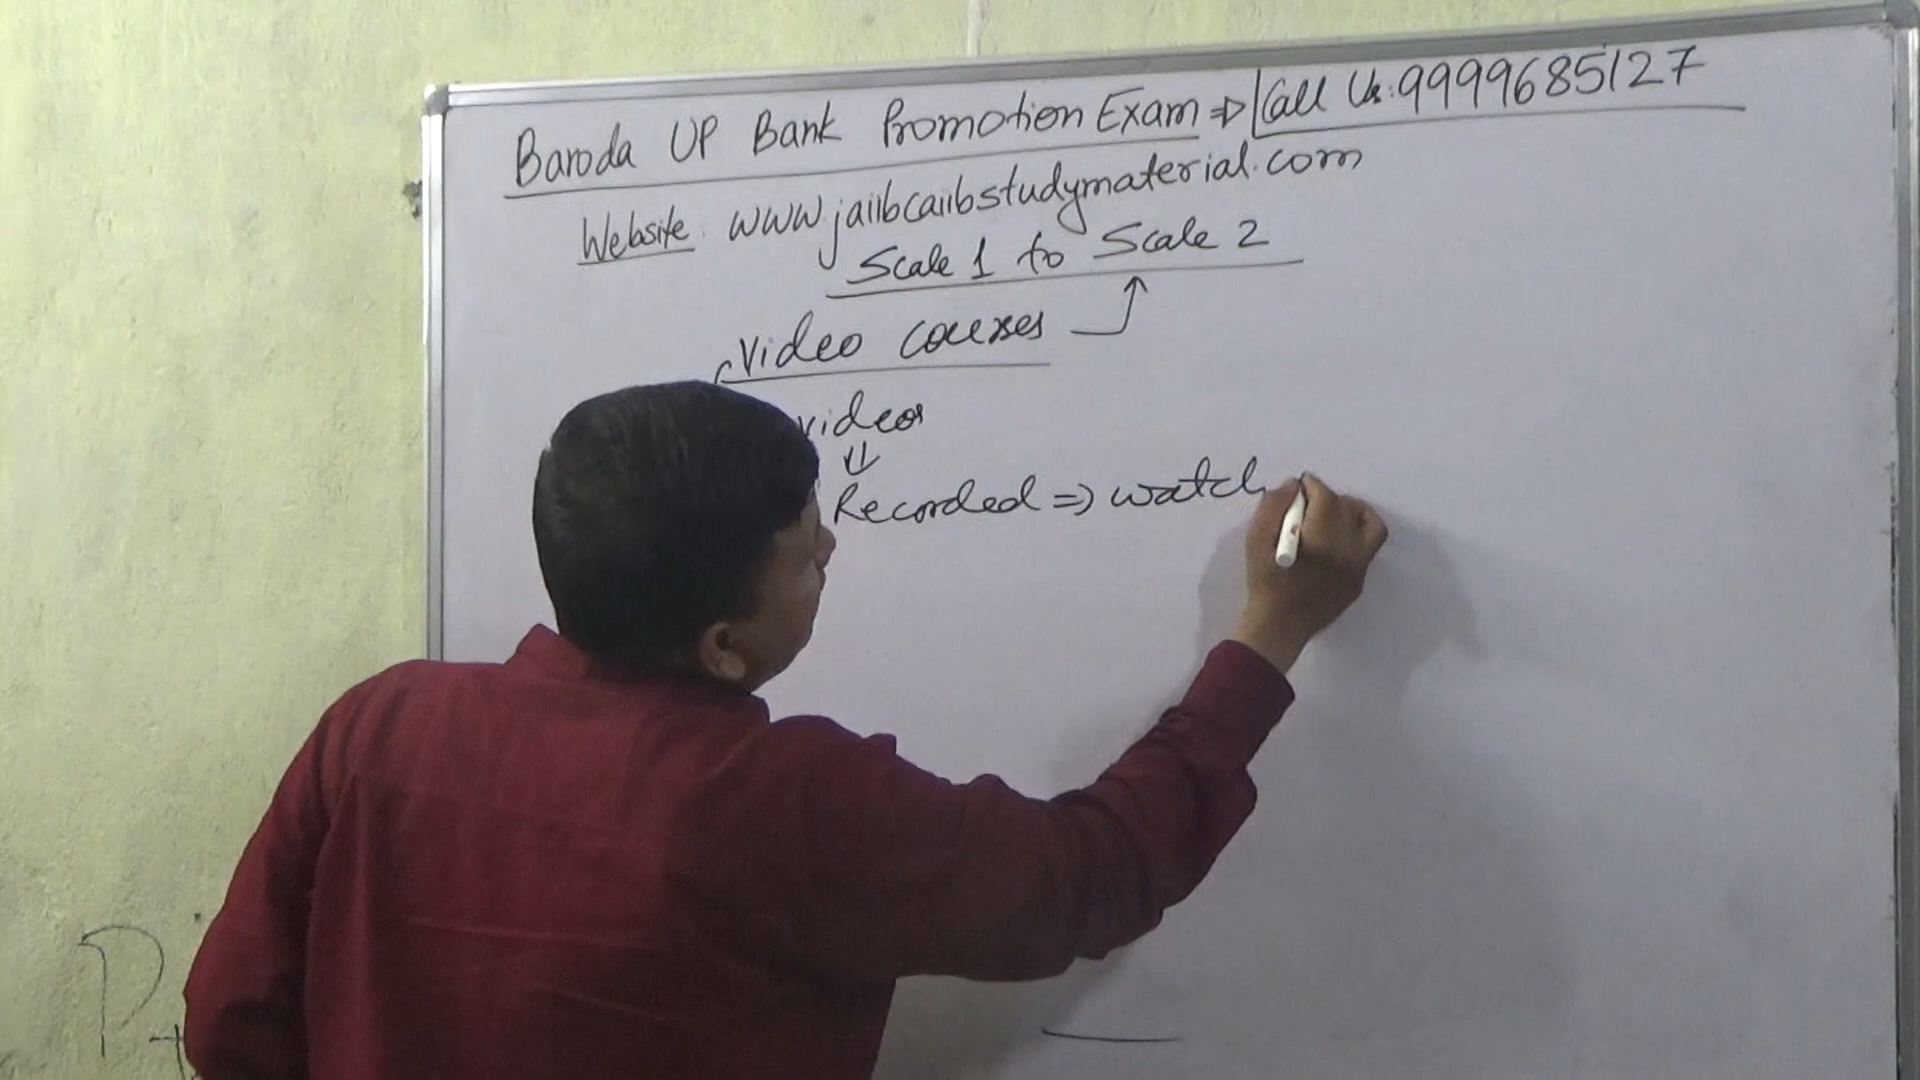 Baroda UP Bank Promotion Exam ⇒ Call Us: 9999685127
Website. www.jaiibcaiibstudymaterial.com
Scale 1 to Scale 2
Video courses
videos
⇓
Recorded ⇒ watch